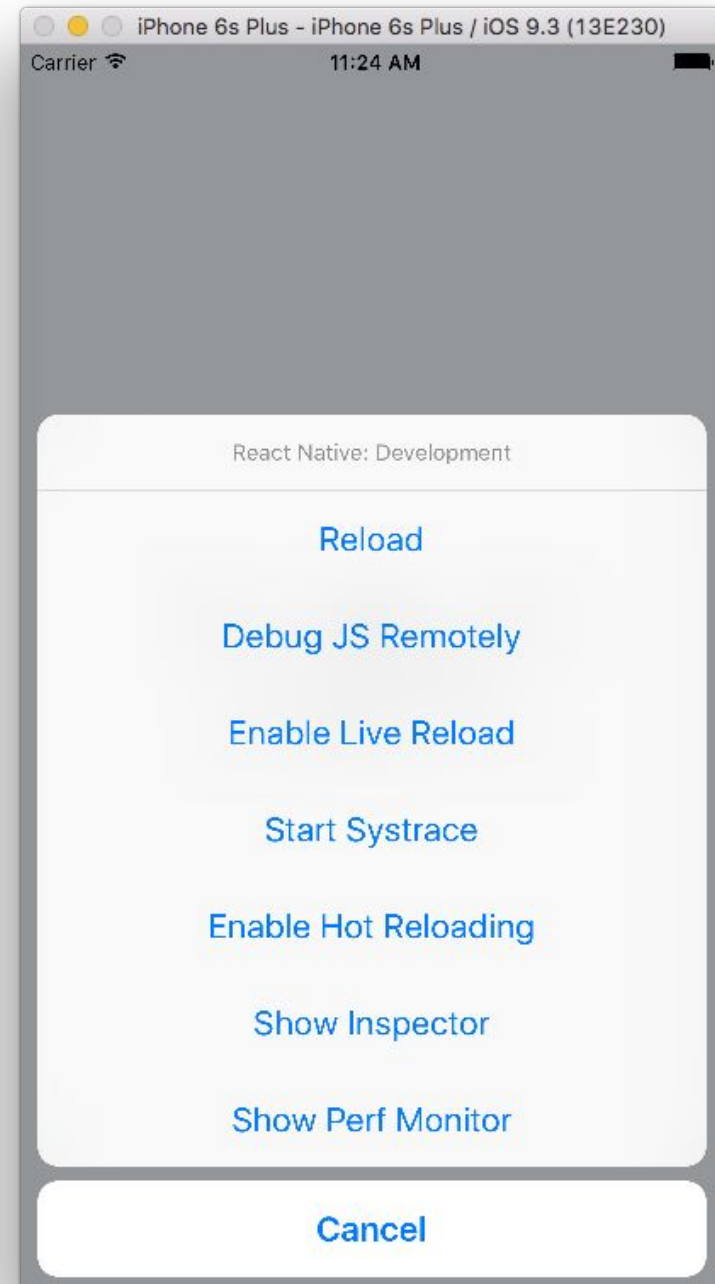 iPhone 6s Plus - iPhone 6s Plus / iOS 9.3 (13E230)
Carrier 11:24 AM
React Native: Development
Reload
Debug JS Remotely
Enable Live Reload
Start Systrace
Enable Hot Reloading
Show Inspector
Show Perf Monitor
Cancel